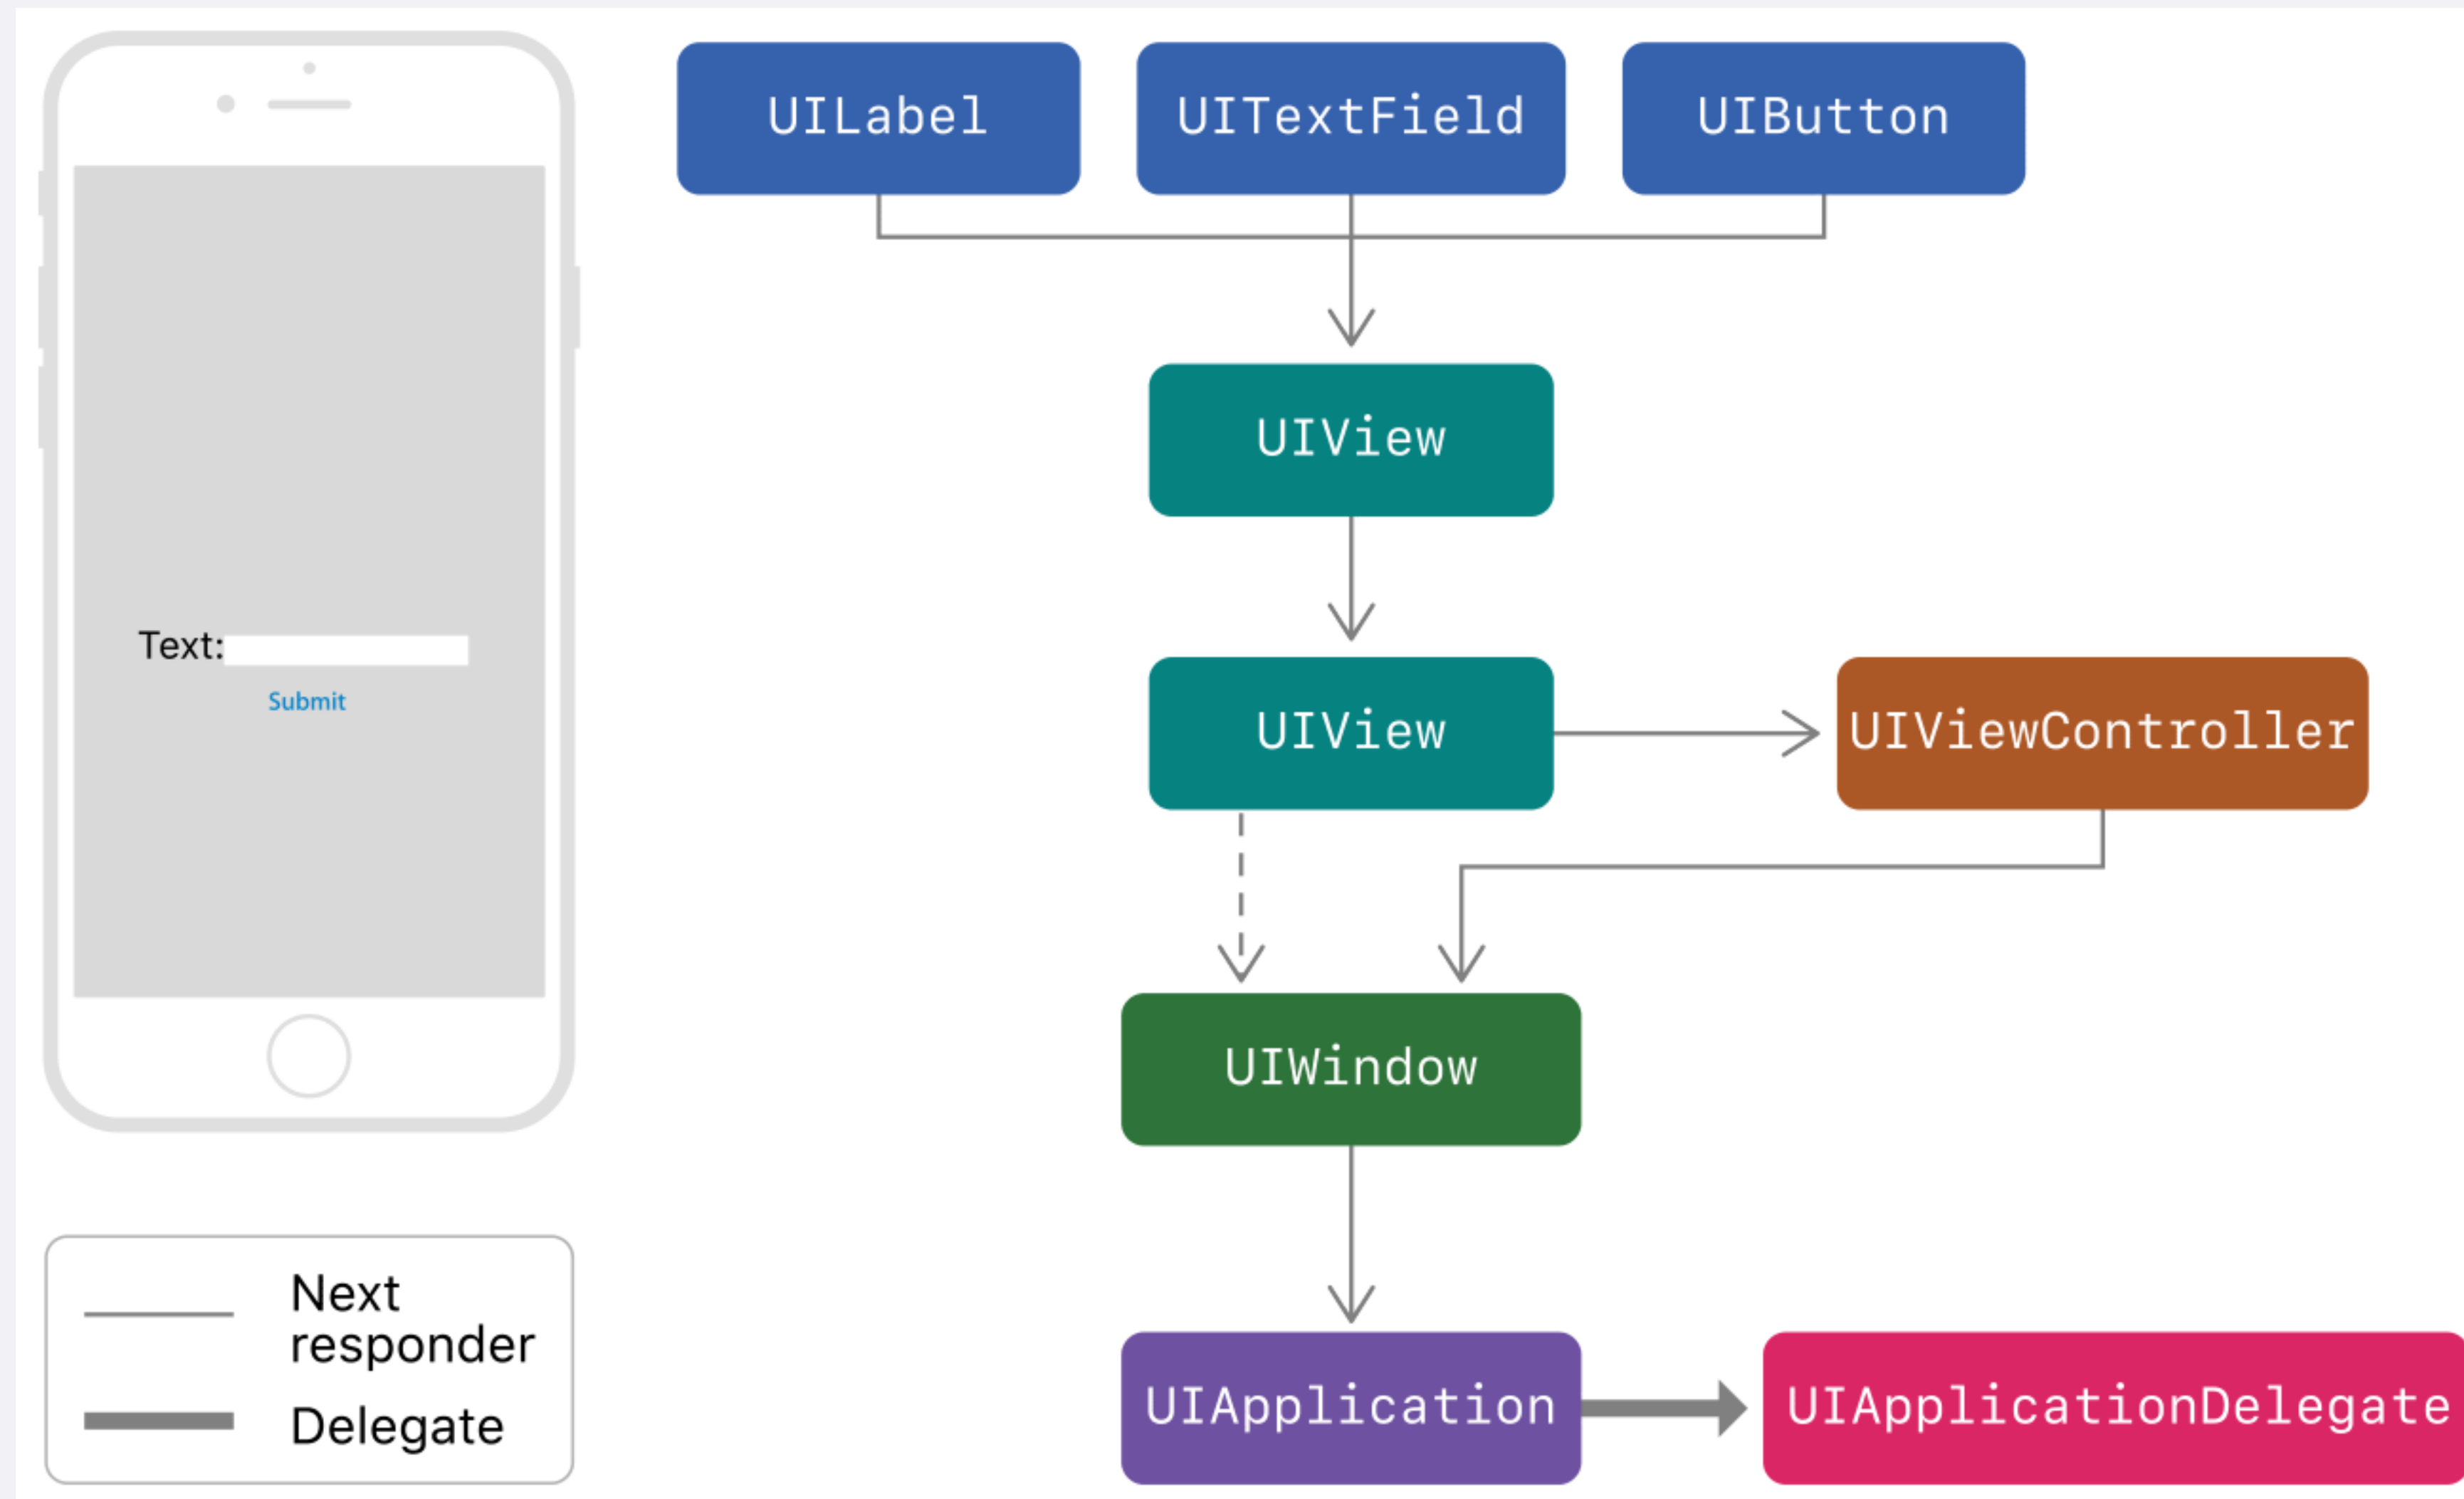 UILabel
UITextField
UIButton
UIView
Text:
Submit
UIView
UIViewController
UIWindow
Next
responder
Delegate
UIApplication
UIApplicationDelegate